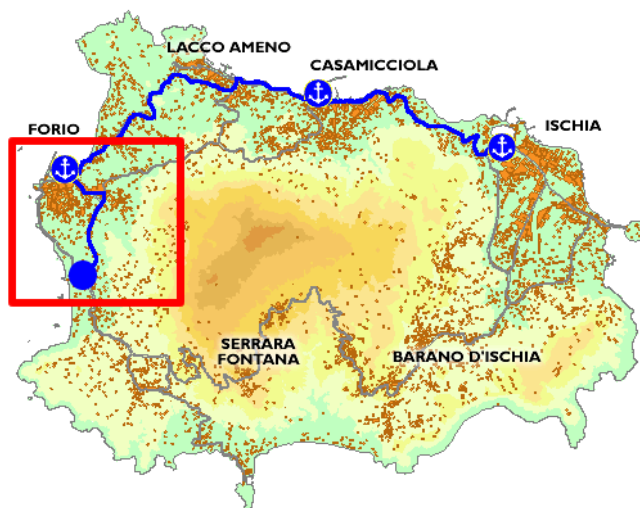 LACCO AMENO
CASAMICCIOLA
FORIO
ISCHIA
SERRARA
FONTANA
BARANO D'ISCHIA